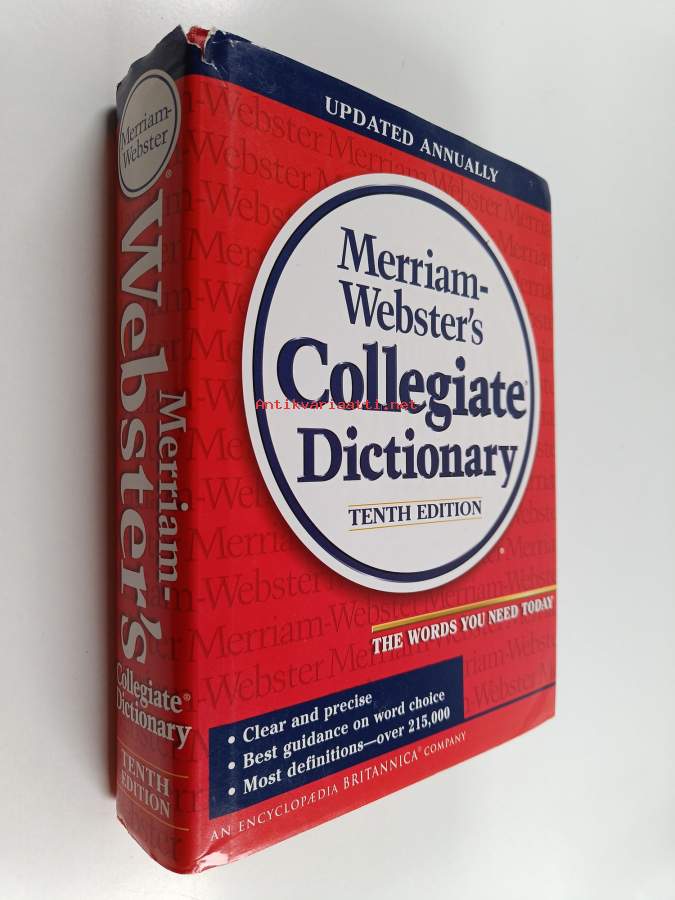 UPDATED ANNUALLY
Merriam-
Webster's
Collegiate®
Dictionary
TENTH EDITION
THE WORDS YOU NEED TODAY
• Clear and precise
• Best guidance on word choice
• Most definitions—over 215,000
AN ENCYCLOPÆDIA BRITANNICA® COMPANY
Merriam-
Webster
®
Merriam-
Webster's
Collegiate®
Dictionary
TENTH
EDITION
Antikvariaatti.net